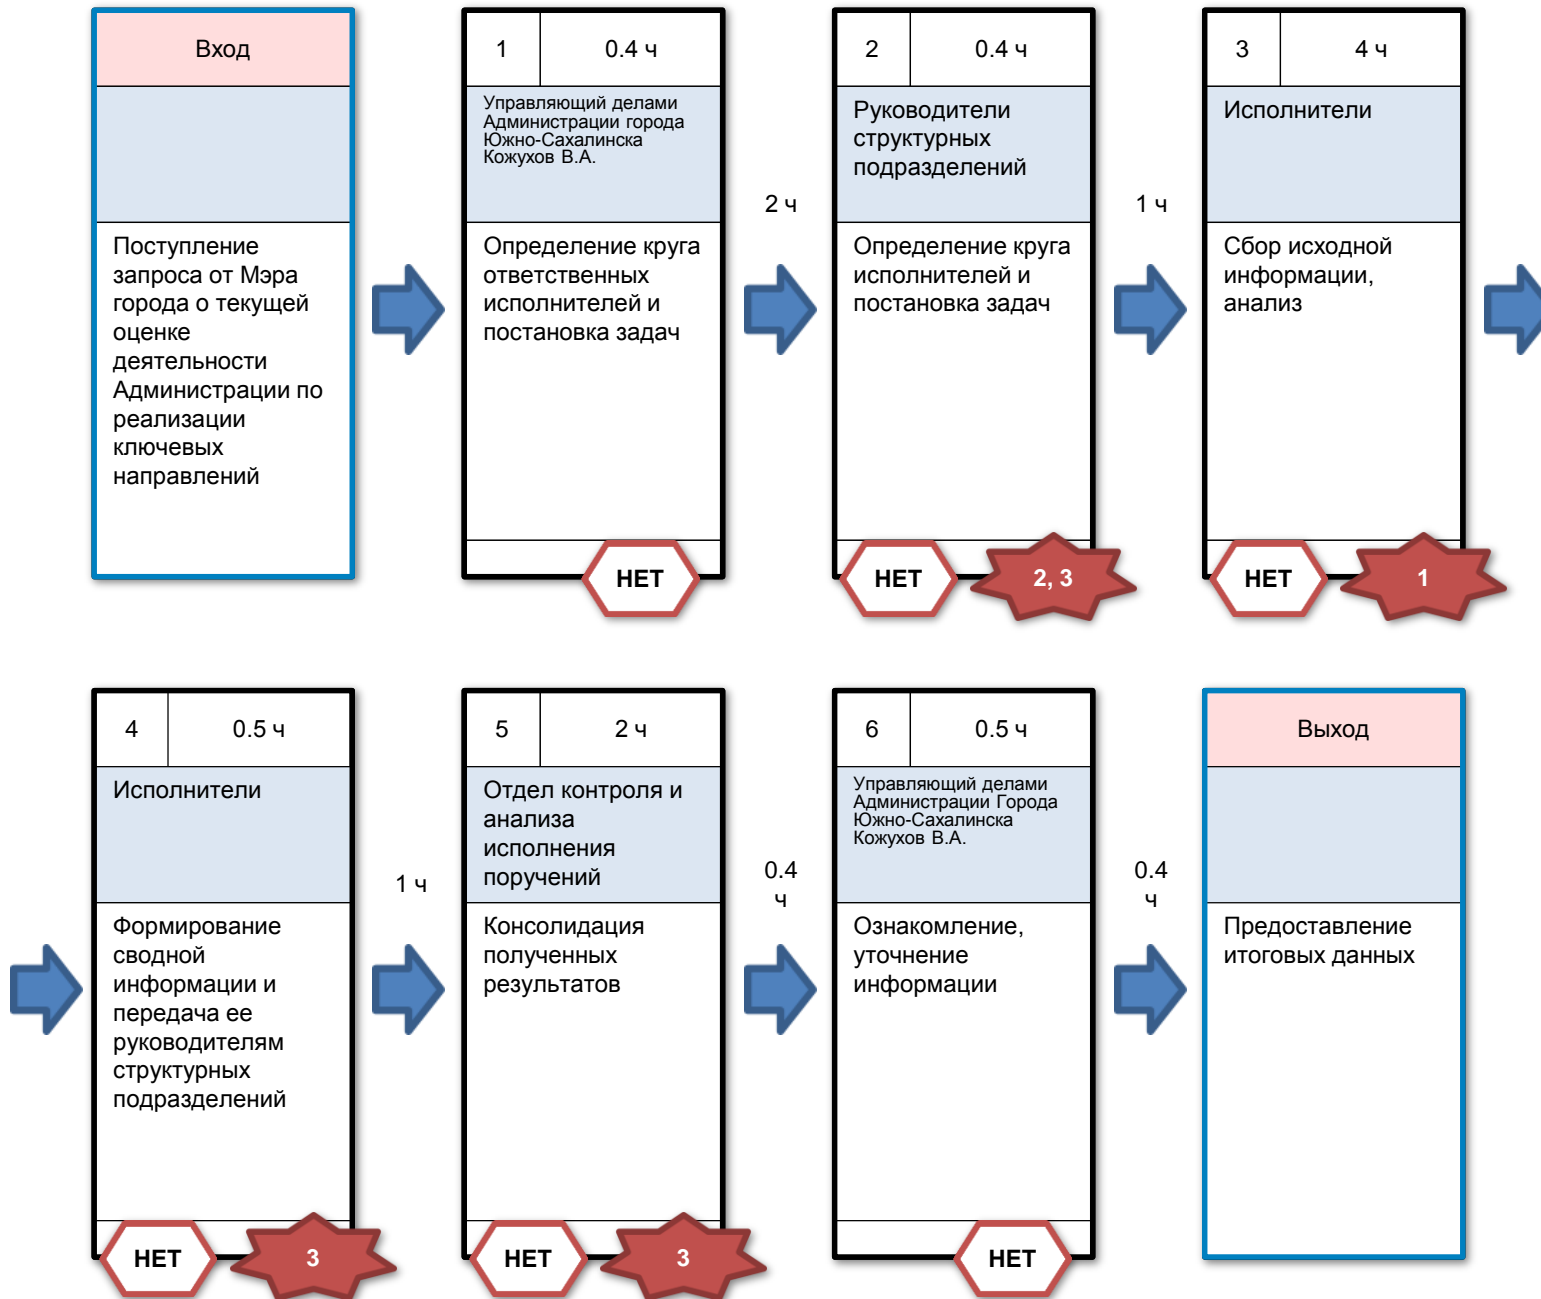 Вход
Поступление
запроса от Мэра
города о текущей
оценке
деятельности
Администрации по
реализации
ключевых
направлений
1
0.4 ч
Управляющий делами
Администрации города
Южно-Сахалинска
Кожухов В.А.
Определение круга
ответственных
исполнителей и
постановка задач
НЕТ
2 ч
2
0.4 ч
Руководители
структурных
подразделений
Определение круга
исполнителей и
постановка задач
НЕТ
2, 3
1 ч
3
4 ч
Исполнители
Сбор исходной
информации,
анализ
НЕТ
1
4
0.5 ч
Исполнители
Формирование
сводной
информации и
передача ее
руководителям
структурных
подразделений
НЕТ
3
1 ч
5
2 ч
Отдел контроля и
анализа
исполнения
поручений
Консолидация
полученных
результатов
НЕТ
3
0.4
ч
6
0.5 ч
Управляющий делами
Администрации Города
Южно-Сахалинска
Кожухов В.А.
Ознакомление,
уточнение
информации
НЕТ
0.4
ч
Выход
Предоставление
итоговых данных